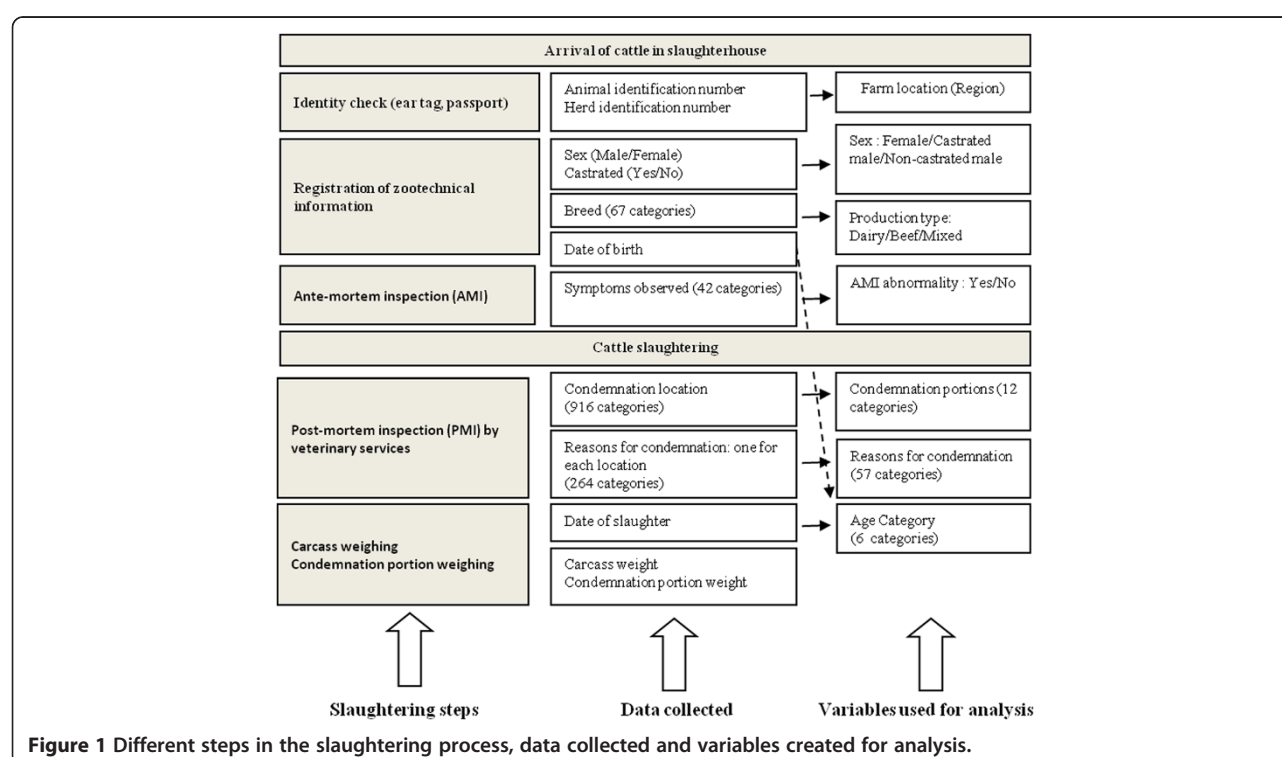 Arrival of cattle in slaughterhouse
Identity check (ear tag, passport)
Animal identification number
Herd identification number
Farm location (Region)
Registration of zootechnical
information
Sex (Male/Female)
Castrated (Yes/No)
Sex : Female/Castrated
male/Non-castrated male
Breed (67 categories)
Production type:
Dairy/Beef/Mixed
Date of birth
Ante-mortem inspection (AMI)
Symptoms observed (42 categories)
AMI abnormality : Yes/No
Cattle slaughtering
Post-mortem inspection (PMI) by
veterinary services
Condemnation location
(916 categories)
Condemnation portions (12
categories)
Reasons for condemnation: one for
each location
(264 categories)
Reasons for condemnation
(57 categories)
Carcass weighing
Condemnation portion weighing
Date of slaughter
Age Category
(6 categories)
Carcass weight
Condemnation portion weight
Slaughtering steps
Data collected
Variables used for analysis
Figure 1 Different steps in the slaughtering process, data collected and variables created for analysis.